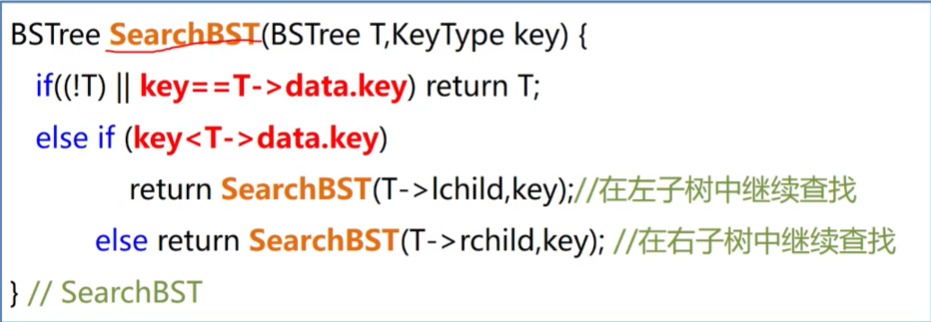 BSTree SearchBST(BSTree T,KeyType key) {
if((!T) || key==T->data.key) return T;
else if (key<T->data.key)
return SearchBST(T->lchild,key);//在左子树中继续查找
else return SearchBST(T->rchild,key); //在右子树中继续查找
} // SearchBST